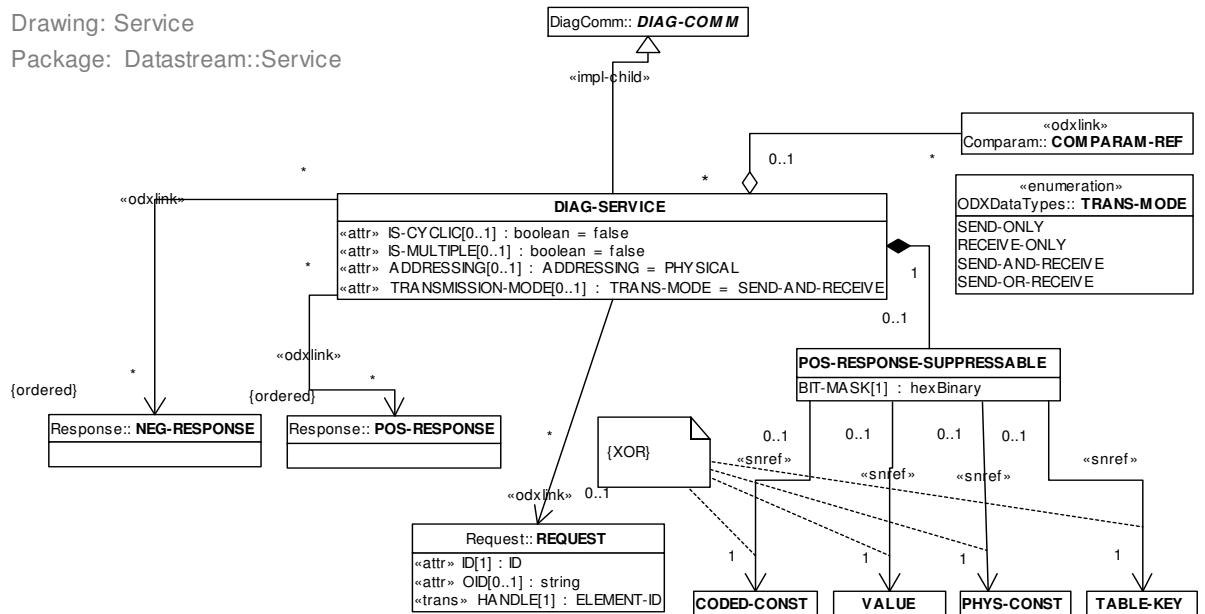 Drawing: Service
Package: Datastream::Service
DiagComm:: DIAG-COMM
«impl-child»
«odxlink»
Comparam:: COMPARAM-REF
0..1
*
*
*
«odxlink»
«enumeration»
ODXDataTypes:: TRANS-MODE
SEND-ONLY
RECEIVE-ONLY
SEND-AND-RECEIVE
SEND-OR-RECEIVE
DIAG-SERVICE
«attr» IS-CYCLIC[0..1] : boolean = false
«attr» IS-MULTIPLE[0..1] : boolean = false
«attr» ADDRESSING[0..1] : ADDRESSING = PHYSICAL
«attr» TRANSMISSION-MODE[0..1] : TRANS-MODE = SEND-AND-RECEIVE
*
1
0..1
«odxlink»
*
{ordered}
*
{ordered}
POS-RESPONSE-SUPPRESSABLE
BIT-MASK[1] : hexBinary
Response:: NEG-RESPONSE
Response:: POS-RESPONSE
*
{XOR}
0..1
0..1
0..1
0..1
«snref»
«snref»
«snref»
«snref»
«odxlink»
0..1
Request:: REQUEST
«attr» ID[1] : ID
«attr» OID[0..1] : string
«trans» HANDLE[1] : ELEMENT-ID
1
1
1
1
CODED-CONST
VALUE
PHYS-CONST
TABLE-KEY